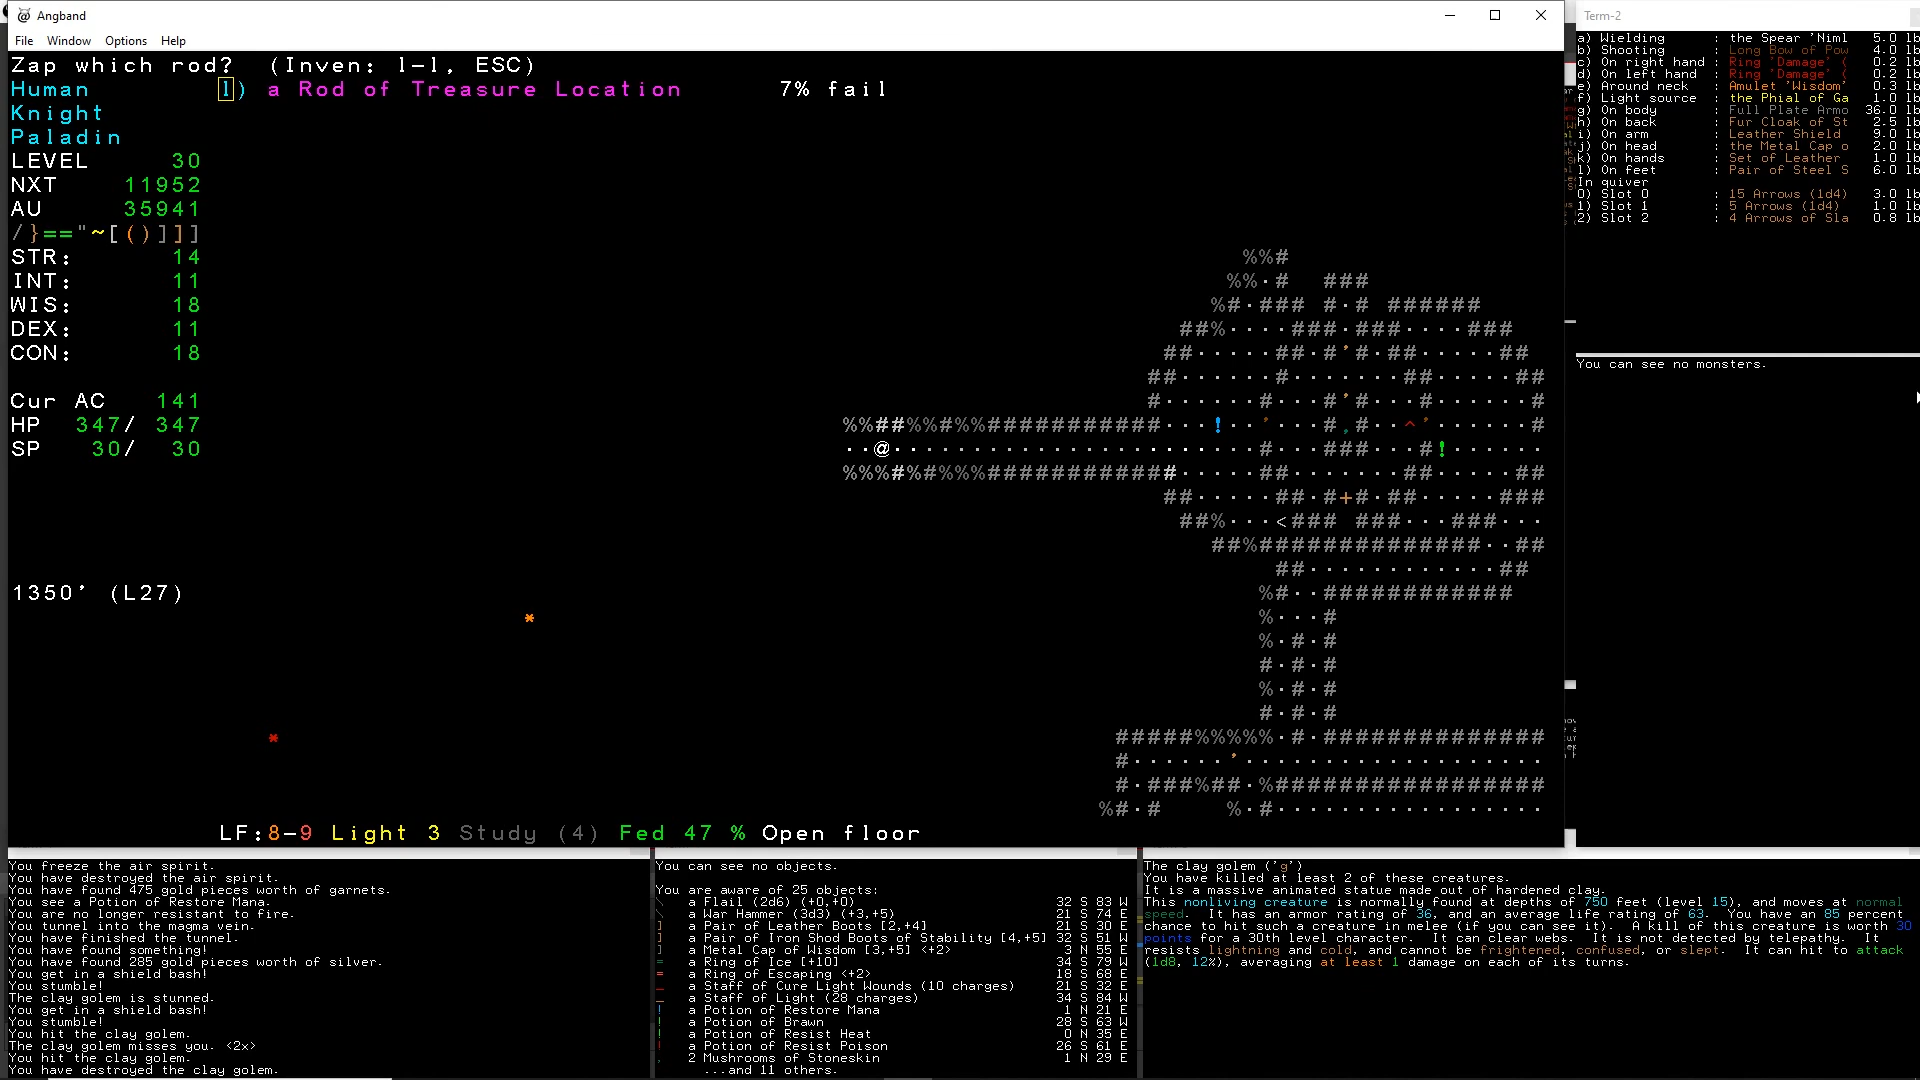 Angband
File Window Options Help
Zap which rod? (Inven: l-l, ESC)
Human l) a Rod of Treasure Location 7% fail
Knight
Paladin
LEVEL 30
NXT 11952
AU 35941
/}=="~[()]]]
STR: 14
INT: 11
WIS: 18
DEX: 11
CON: 18
Cur AC 141
HP 347/ 347
SP 30/ 30
1350' (L27)
LF:8-9 Light 3 Study (4) Fed 47 % Open floor
Term-2
a) Wielding : the Spear 'Niml 5.0 lb
b) Shooting : Long Bow of Pow 4.0 lb
c) On right hand : Ring 'Damage' ( 0.2 lb
d) On left hand : Ring 'Damage' ( 0.2 lb
e) Around neck : Amulet 'Wisdom' 0.3 lb
f) Light source : the Phial of Ga 1.0 lb
g) On body : Full Plate Armo 36.0 lb
h) On back : Fur Cloak of St 2.5 lb
i) On arm : Leather Shield 9.0 lb
j) On head : the Metal Cap o 2.0 lb
k) On hands : Set of Leather 1.0 lb
l) On feet : Pair of Steel S 6.0 lb
In quiver
0) Slot 0 : 15 Arrows (1d4) 3.0 lb
1) Slot 1 : 5 Arrows (1d4) 1.0 lb
2) Slot 2 : 4 Arrows of Sla 0.8 lb
You can see no monsters.
You freeze the air spirit.
You have destroyed the air spirit.
You have found 475 gold pieces worth of garnets.
You see a Potion of Restore Mana.
You are no longer resistant to fire.
You tunnel into the magma vein.
You have finished the tunnel.
You have found something!
You have found 285 gold pieces worth of silver.
You get in a shield bash!
You stumble!
The clay golem is stunned.
You get in a shield bash!
You stumble!
You hit the clay golem.
The clay golem misses you. <2x>
You hit the clay golem.
You have destroyed the clay golem.
You can see no objects.
You are aware of 25 objects:
\ a Flail (2d6) (+0,+0) 32 S 83 W
\ a War Hammer (3d3) (+3,+5) 21 S 74 E
] a Pair of Leather Boots [2,+4] 21 S 30 E
] a Pair of Iron Shod Boots of Stability [4,+5] 32 S 51 W
] a Metal Cap of Wisdom [3,+5] <+2> 3 N 55 E
= a Ring of Ice [+10] 34 S 79 W
= a Ring of Escaping <+2> 18 S 68 E
_ a Staff of Cure Light Wounds (10 charges) 21 S 32 E
_ a Staff of Light (28 charges) 34 S 84 W
! a Potion of Restore Mana 1 N 21 E
! a Potion of Brawn 28 S 63 W
! a Potion of Resist Heat 0 N 35 E
! a Potion of Resist Poison 26 S 61 E
, 2 Mushrooms of Stoneskin 1 N 29 E
...and 11 others.
The clay golem ('g')
You have killed at least 2 of these creatures.
It is a massive animated statue made out of hardened clay.
This nonliving creature is normally found at depths of 750 feet (level 15), and moves at normal
speed. It has an armor rating of 36, and an average life rating of 63. You have an 85 percent
chance to hit such a creature in melee (if you can see it). A kill of this creature is worth 30
points for a 30th level character. It can clear webs. It is not detected by telepathy. It
resists lightning and cold, and cannot be frightened, confused, or slept. It can hit to attack
(1d8, 12%), averaging at least 1 damage on each of its turns.